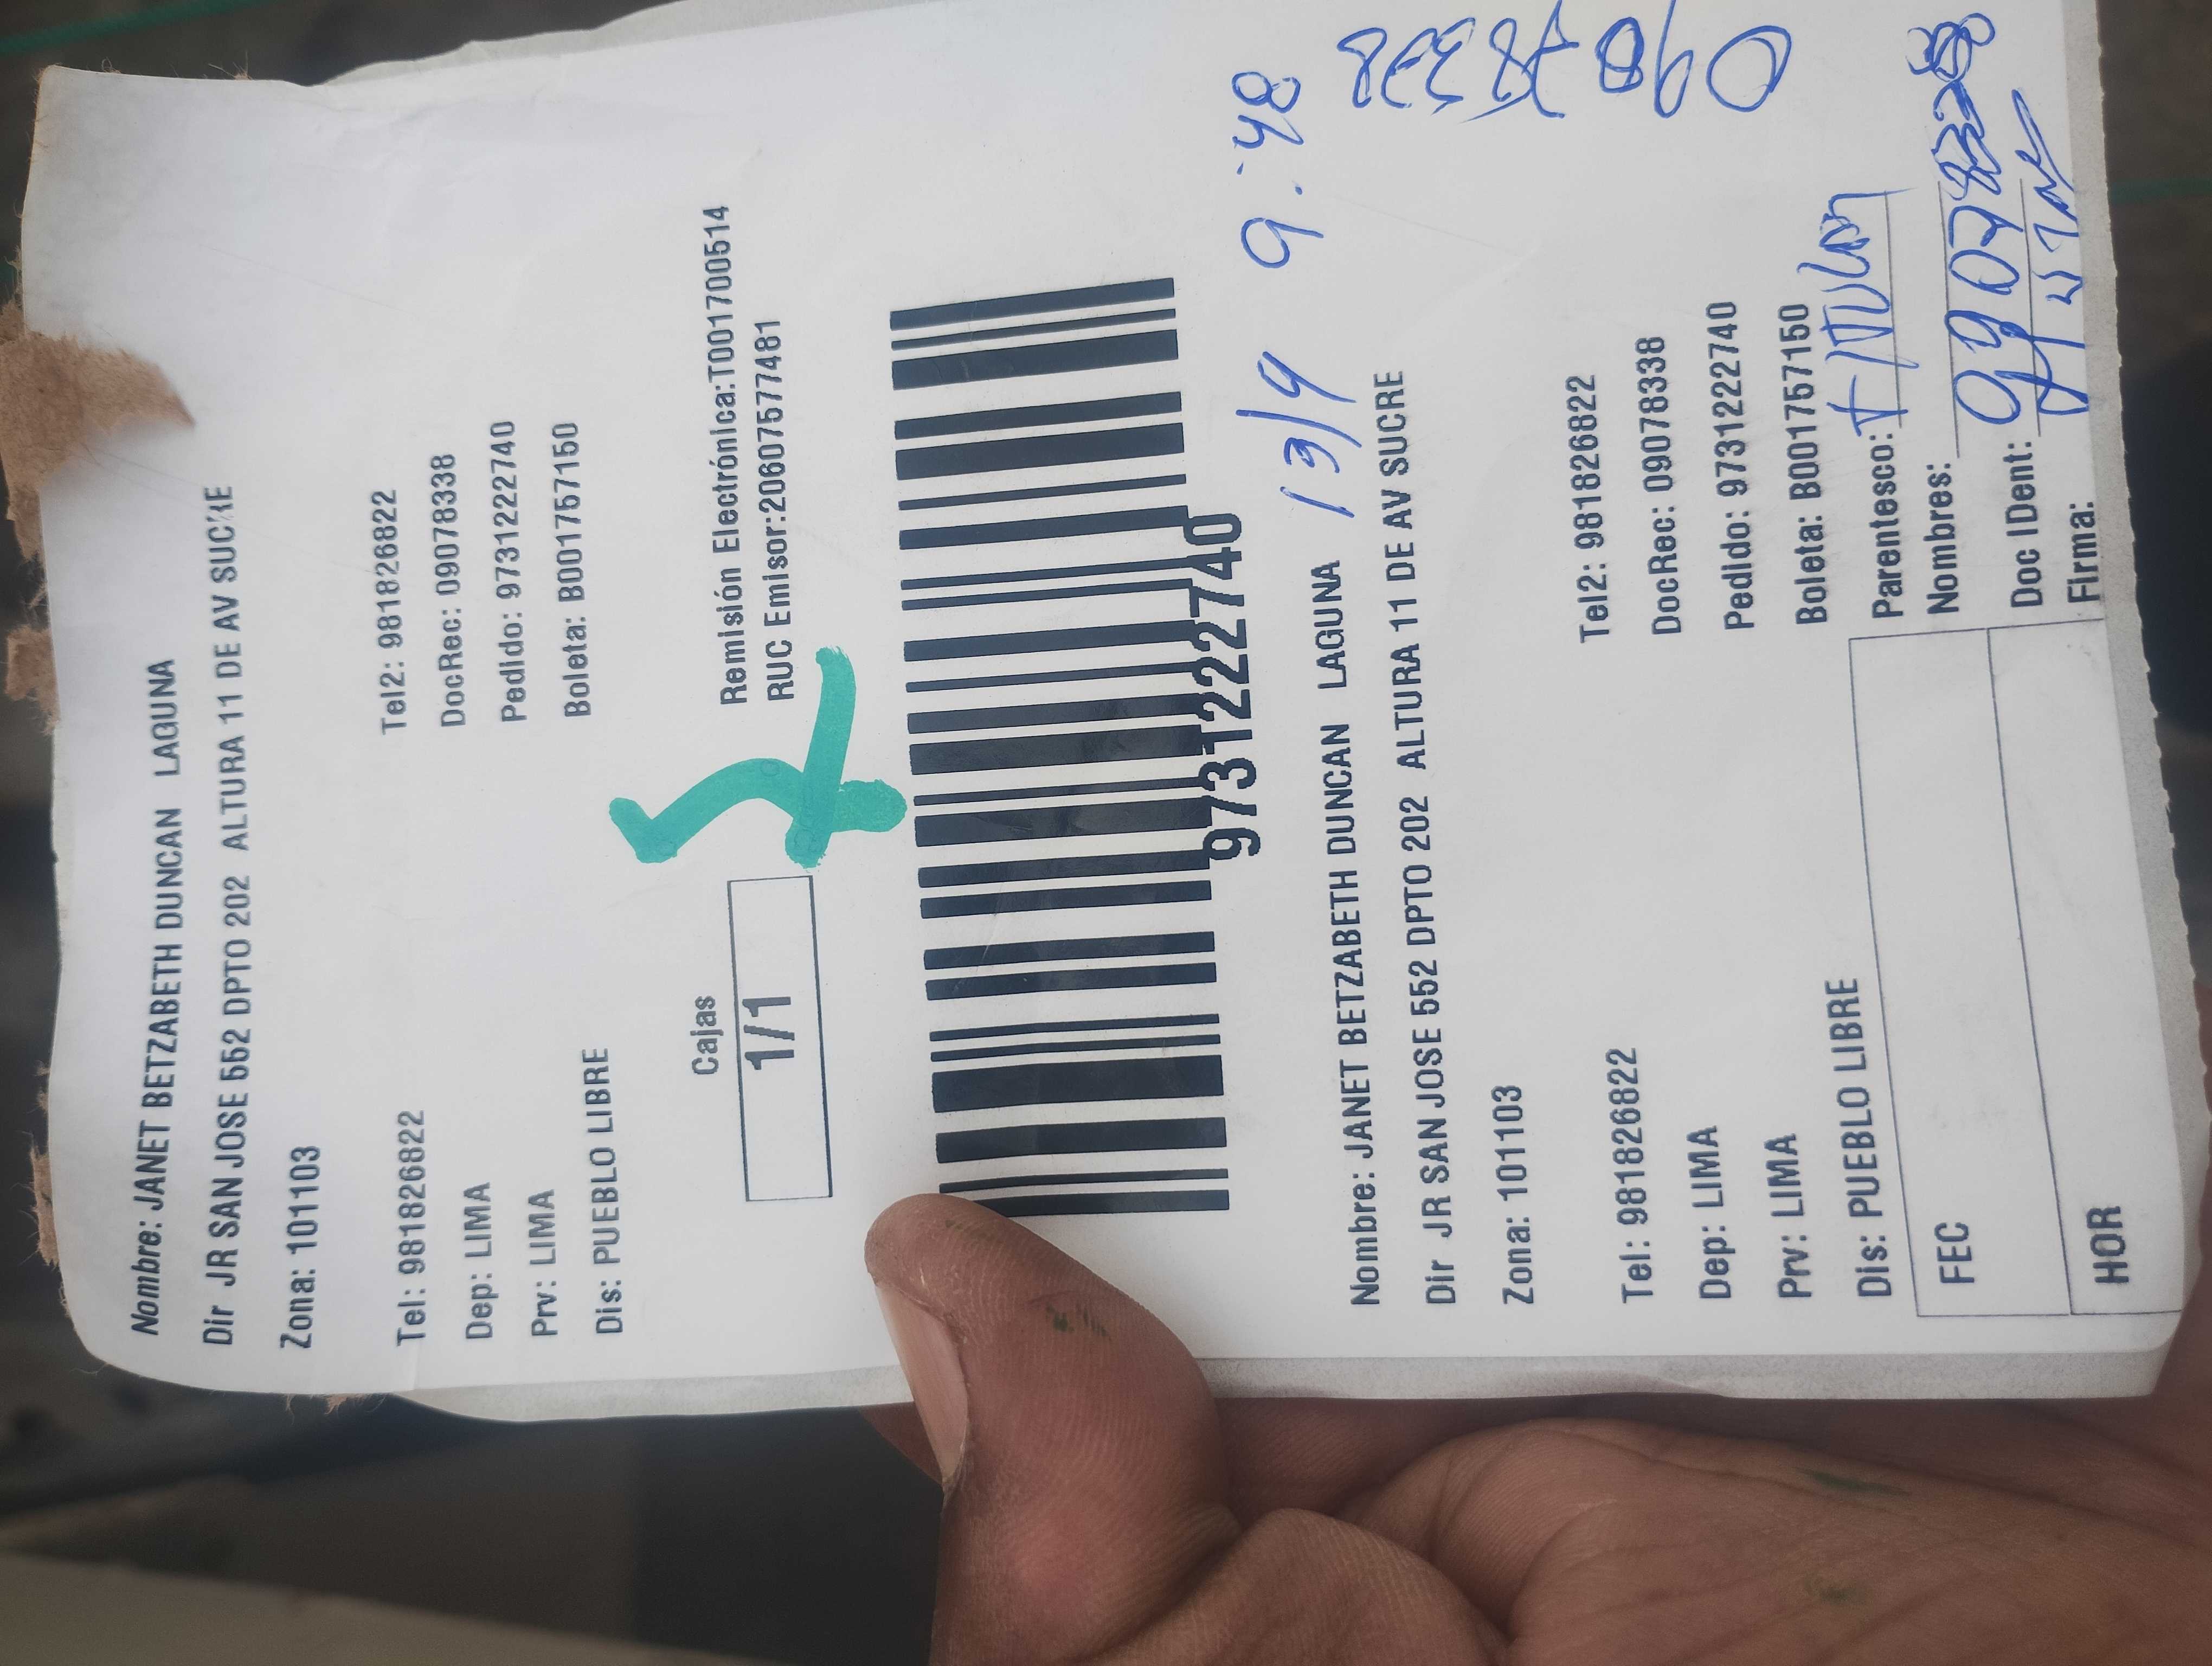 Nombre: JANET BETZABETH DUNCAN LAGUNA
Dir JR SAN JOSE 552 DPTO 202 ALTURA 11 DE AV SUCRE
Zona: 101103
Tel: 981826822 Tel2: 981826822
Dep: LIMA DocRec: 09078338
Prv: LIMA Pedido: 9731222740
Dis: PUEBLO LIBRE Boleta: B001757150
Cajas
1/1
Remisión Electrónica:T001700514
RUC Emisor:20607577481
9731222740
13/9 9:48
Nombre: JANET BETZABETH DUNCAN LAGUNA
Dir JR SAN JOSE 552 DPTO 202 ALTURA 11 DE AV SUCRE
09078338
Zona: 101103
Tel: 981826822 Tel2: 981826822
Dep: LIMA DocRec: 09078338
Prv: LIMA Pedido: 9731222740
Dis: PUEBLO LIBRE Boleta: B001757150
FEC
HOR
Parentesco: TITULAR
Nombres:
Doc IDent:
Firma: